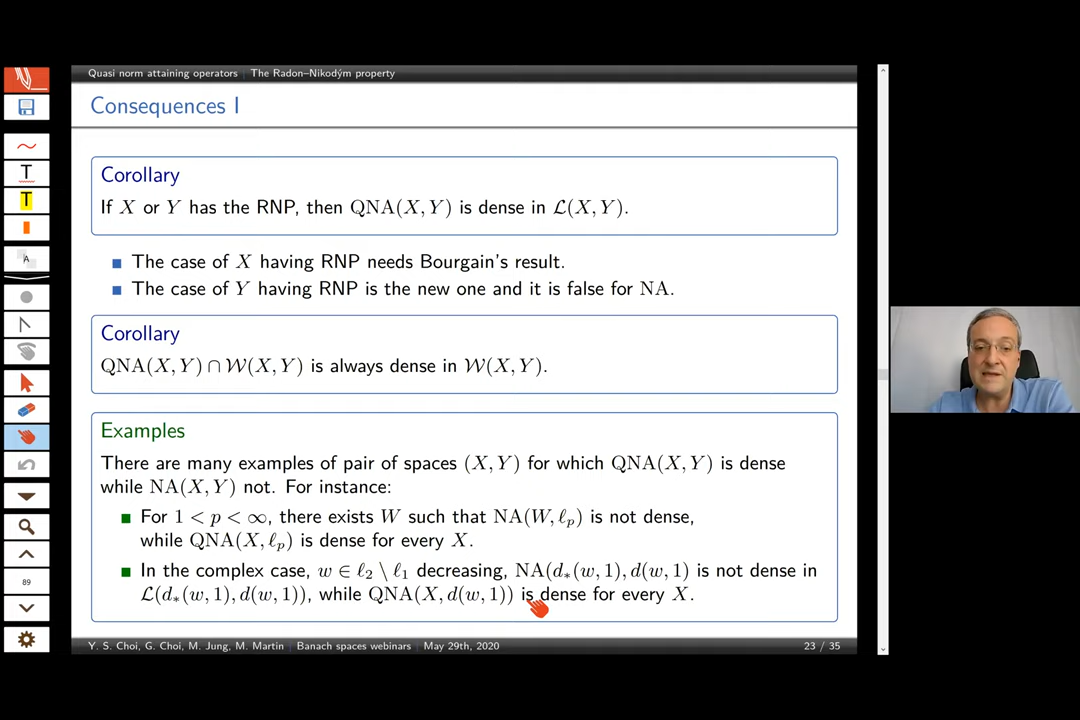 Quasi norm attaining operators | The Radon–Nikodým property
Consequences I
Corollary
If X or Y has the RNP, then QNA(X, Y) is dense in ℒ(X, Y).
■ The case of X having RNP needs Bourgain's result.
■ The case of Y having RNP is the new one and it is false for NA.
Corollary
QNA(X, Y) ∩ 𝒲(X, Y) is always dense in 𝒲(X, Y).
Examples
There are many examples of pair of spaces (X, Y) for which QNA(X, Y) is dense
while NA(X, Y) not. For instance:
■ For 1 < p < ∞, there exists W such that NA(W, ℓₚ) is not dense,
while QNA(X, ℓₚ) is dense for every X.
■ In the complex case, w ∈ ℓ₂ \ ℓ₁ decreasing, NA(d∗(w, 1), d(w, 1) is not dense in
ℒ(d∗(w, 1), d(w, 1)), while QNA(X, d(w, 1)) is dense for every X.
Y. S. Choi, G. Choi, M. Jung, M. Martin | Banach spaces webinars | May 29th, 2020
23 / 35
T
T
A
89